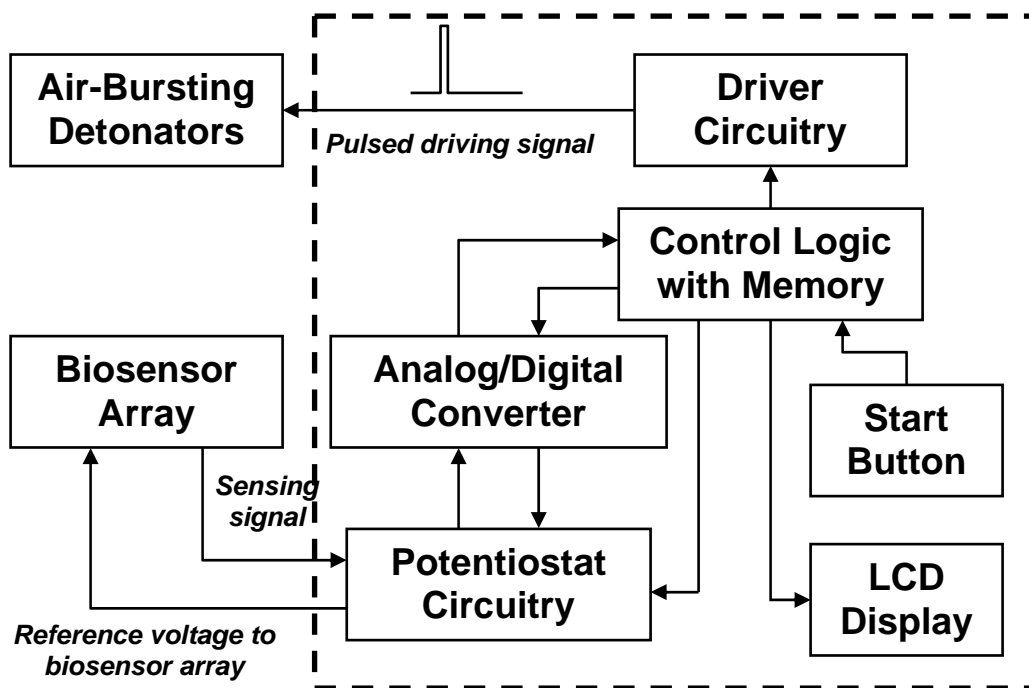 Air-Bursting
Detonators
Driver
Circuitry
Pulsed driving signal
Control Logic
with Memory
Biosensor
Array
Analog/Digital
Converter
Start
Button
Sensing
signal
Potentiostat
Circuitry
LCD
Display
Reference voltage to
biosensor array